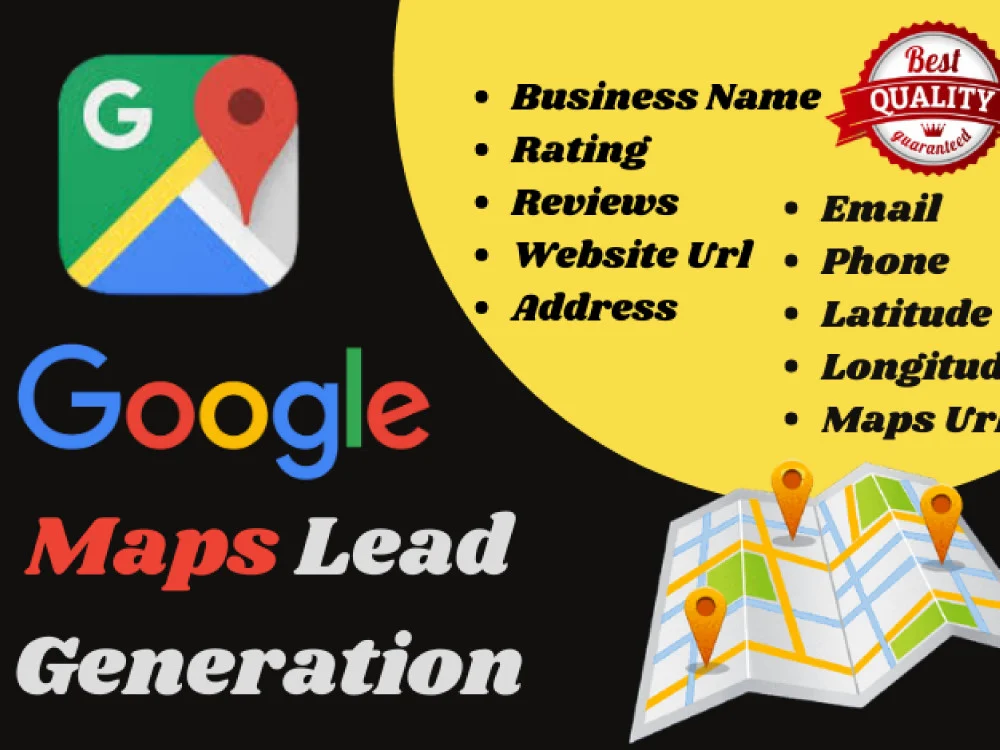 G
Google
Maps Lead
Generation
Business Name
Rating
Reviews
Website Url
Address
Best
QUALITY
guaranteed
Email
Phone
Latitude
Longitud
Maps Url